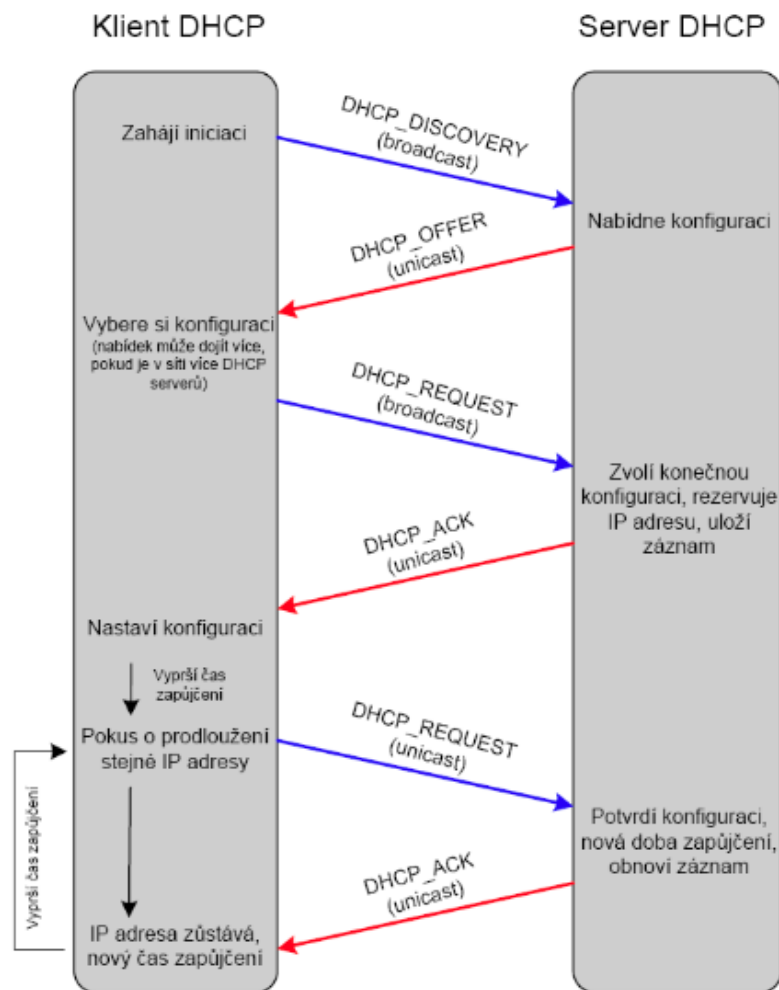 Klient DHCP
Server DHCP
Zahájí iniciaci
DHCP_DISCOVERY
(broadcast)
Nabídne konfiguraci
DHCP_OFFER
(unicast)
Vybere si konfiguraci
(nabídek může dojít více,
pokud je v síti více DHCP
serverů)
DHCP_REQUEST
(broadcast)
Zvolí konečnou
konfiguraci, rezervuje
IP adresu, uloží
záznam
DHCP_ACK
(unicast)
Nastaví konfiguraci
Vyprší čas
zapůjčení
Pokus o prodloužení
stejné IP adresy
DHCP_REQUEST
(unicast)
Potvrdí konfiguraci,
nová doba zapůjčení,
obnoví záznam
Vyprší čas zapůjčení
DHCP_ACK
(unicast)
IP adresa zůstává,
nový čas zapůjčení